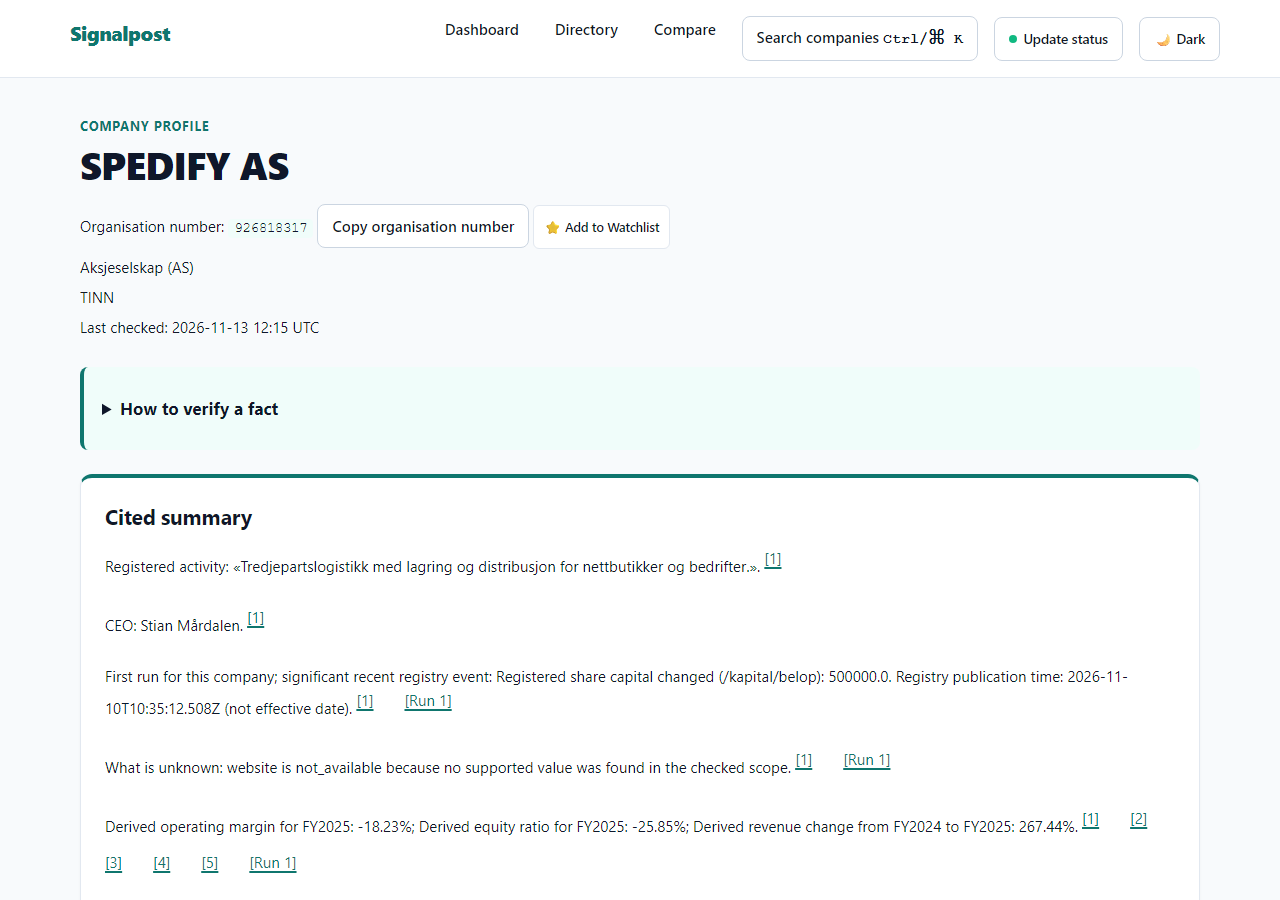 Signalpost
Dashboard Directory Compare Search companies Ctrl/⌘ K Update status 🌙 Dark
COMPANY PROFILE
SPEDIFY AS
Organisation number: 926818317 Copy organisation number ⭐ Add to Watchlist
Aksjeselskap (AS)
TINN
Last checked: 2026-11-13 12:15 UTC
▶ How to verify a fact
Cited summary
Registered activity: «Tredjepartslogistikk med lagring og distribusjon for nettbutikker og bedrifter.». [1]
CEO: Stian Mårdalen. [1]
First run for this company; significant recent registry event: Registered share capital changed (/kapital/belop): 500000.0. Registry publication time: 2026-11-
10T10:35:12.508Z (not effective date). [1] [Run 1]
What is unknown: website is not_available because no supported value was found in the checked scope. [1] [Run 1]
Derived operating margin for FY2025: -18.23%; Derived equity ratio for FY2025: -25.85%; Derived revenue change from FY2024 to FY2025: 267.44%. [1] [2]
[3] [4] [5] [Run 1]